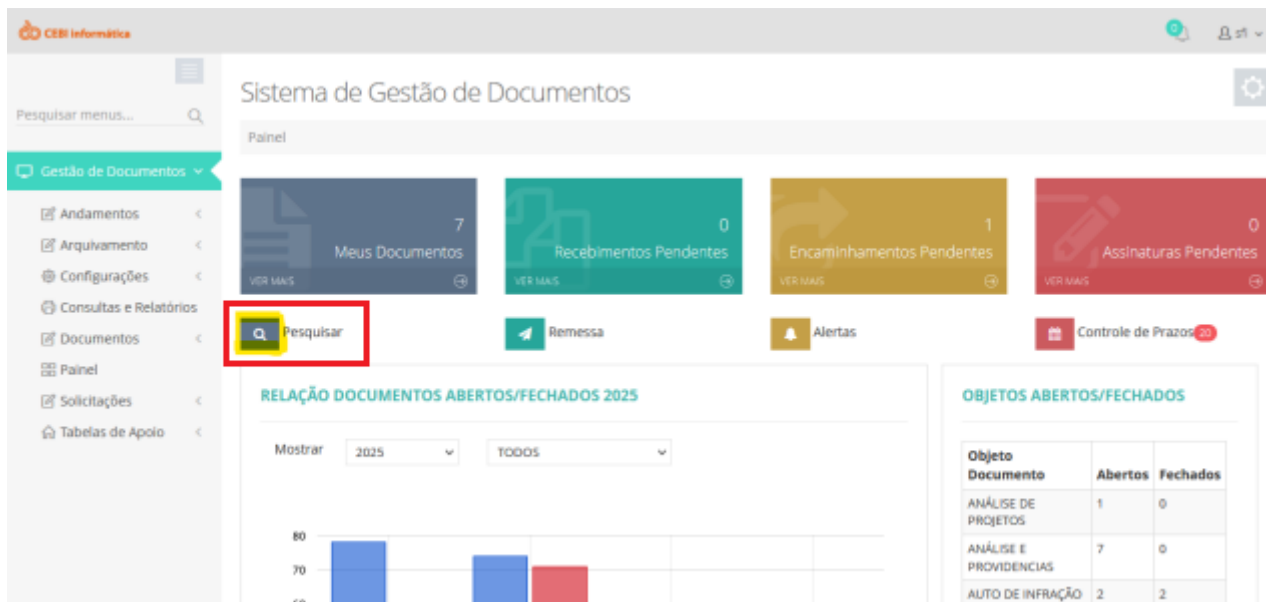 CEBI Informática
0
sti
Pesquisar menus...
Gestão de Documentos
Andamentos
Arquivamento
Configurações
Consultas e Relatórios
Documentos
Painel
Solicitações
Tabelas de Apoio
Sistema de Gestão de Documentos
Painel
7
Meus Documentos
VER MAIS
0
Recebimentos Pendentes
VER MAIS
1
Encaminhamentos Pendentes
VER MAIS
0
Assinaturas Pendentes
VER MAIS
Pesquisar
Remessa
Alertas
Controle de Prazos 20
RELAÇÃO DOCUMENTOS ABERTOS/FECHADOS 2025
Mostrar 2025 TODOS
80
70
60
OBJETOS ABERTOS/FECHADOS
Objeto
Documento Abertos Fechados
ANÁLISE DE 1 0
PROJETOS
ANÁLISE E 7 0
PROVIDENCIAS
AUTO DE INFRAÇÃO 2 2